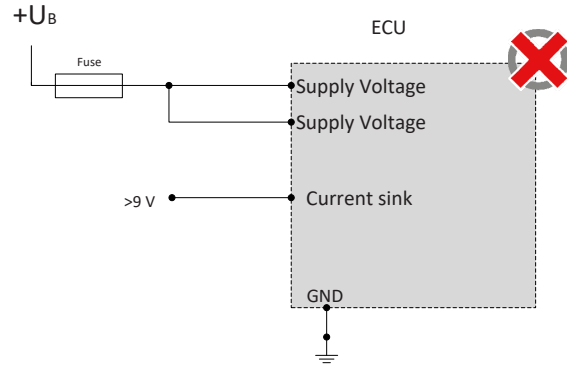 +UB
ECU
Fuse
Supply Voltage
Supply Voltage
>9 V
Current sink
GND